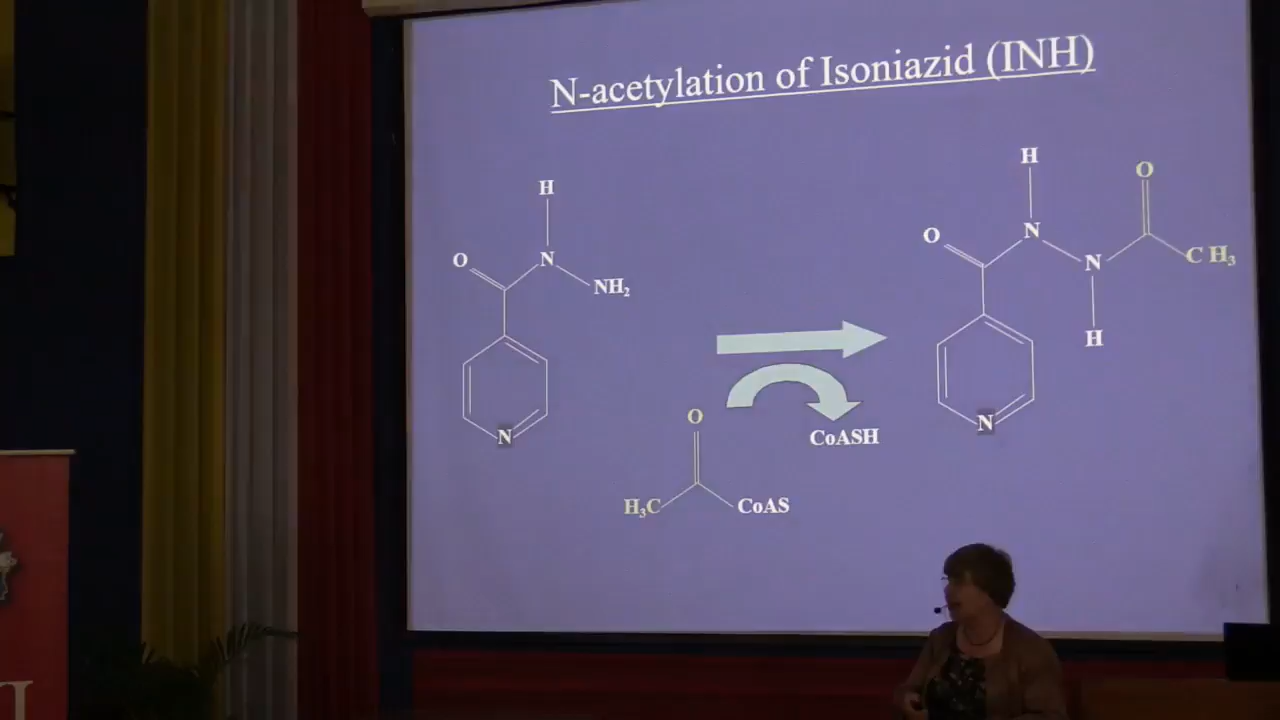 N-acetylation of Isoniazid (INH)
H
O
N
NH₂
N
O
H₃C
CoAS
CoASH
H
O
O
N
N
C H₃
H
N